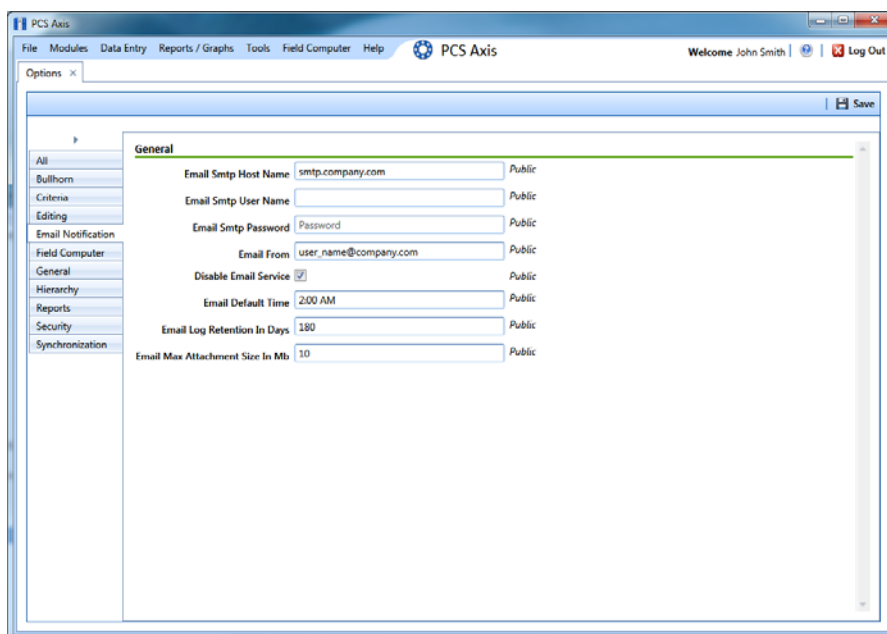 PCS Axis
File Modules Data Entry Reports / Graphs Tools Field Computer Help PCS Axis Welcome John Smith | | Log Out
Options ×
| Save
General
All
Bullhorn
Criteria
Editing
Email Notification
Field Computer
General
Hierarchy
Reports
Security
Synchronization
Email Smtp Host Name smtp.company.com Public
Email Smtp User Name Public
Email Smtp Password Password Public
Email From user_name@company.com Public
Disable Email Service Public
Email Default Time 2:00 AM Public
Email Log Retention In Days 180 Public
Email Max Attachment Size In Mb 10 Public